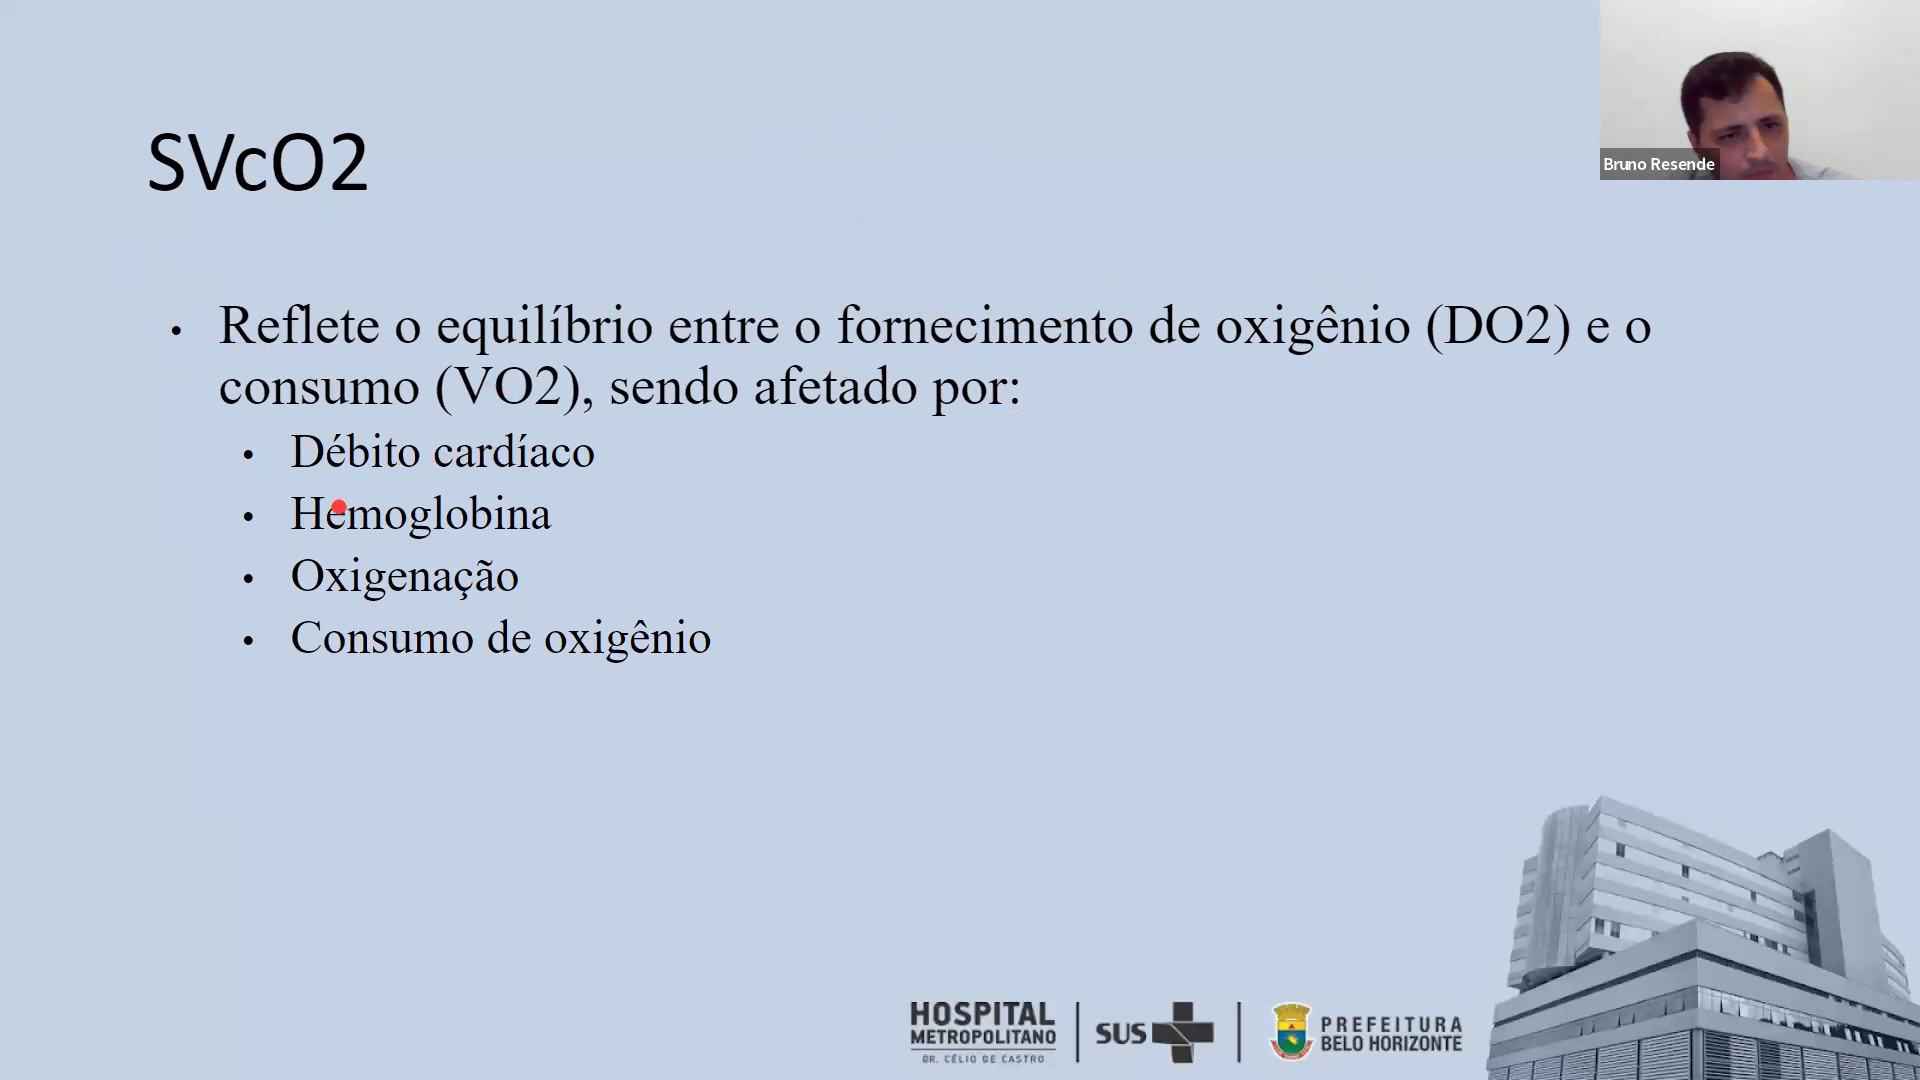 SVcO2
Bruno Resende
• Reflete o equilíbrio entre o fornecimento de oxigênio (DO2) e o
consumo (VO2), sendo afetado por:
• Débito cardíaco
• Hemoglobina
• Oxigenação
• Consumo de oxigênio
HOSPITAL
METROPOLITANO
DR. CÉLIO DE CASTRO
SUS
PREFEITURA
BELO HORIZONTE